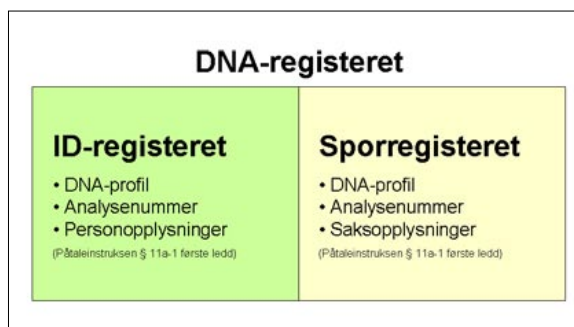 DNA-registeret
ID-registeret
• DNA-profil
• Analysenummer
• Personopplysninger
(Påtaleinstruksen § 11a-1 første ledd)
Sporregisteret
• DNA-profil
• Analysenummer
• Saksopplysninger
(Påtaleinstruksen § 11a-1 første ledd)